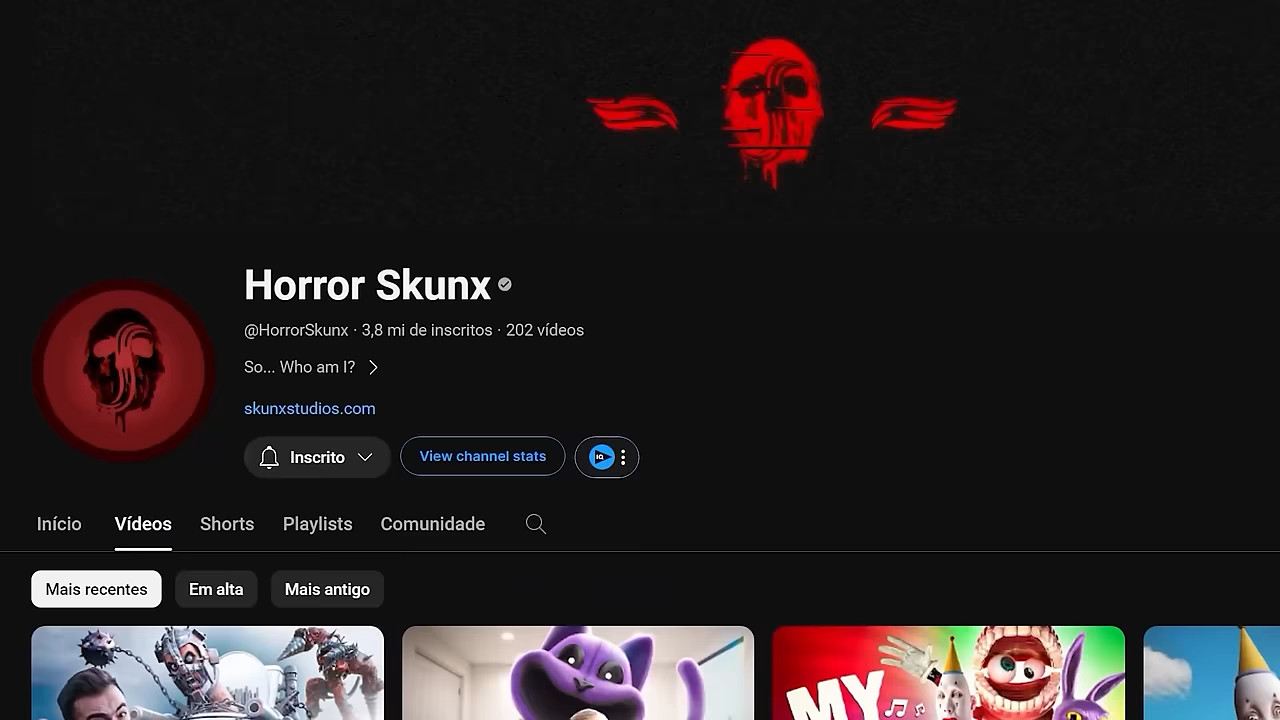 Horror Skunx
@HorrorSkunx · 3,8 mi de inscritos · 202 vídeos
So... Who am I?
skunxstudios.com
Inscrito
View channel stats
IQ
Início
Vídeos
Shorts
Playlists
Comunidade
Mais recentes
Em alta
Mais antigo
MY